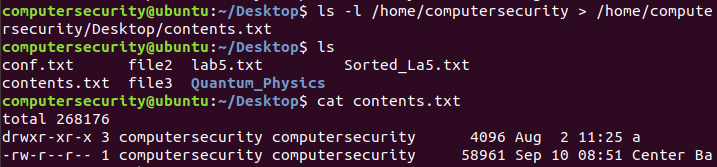 computersecurity@ubuntu:~/Desktop$ ls -l /home/computersecurity > /home/compute
rsecurity/Desktop/contents.txt
computersecurity@ubuntu:~/Desktop$ ls
conf.txt file2 lab5.txt Sorted_La5.txt
contents.txt file3 Quantum_Physics
computersecurity@ubuntu:~/Desktop$ cat contents.txt
total 268176
drwxr-xr-x 3 computersecurity computersecurity 4096 Aug 2 11:25 a
-rw-r--r-- 1 computersecurity computersecurity 58961 Sep 10 08:51 Center Ba